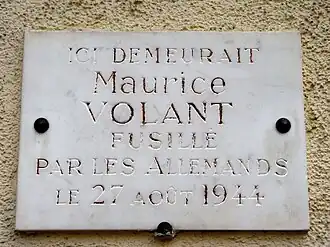 ICI DEMEURAIT
Maurice
VOLANT
FUSILLÉ
PAR LES ALLEMANDS
LE 27 AOÛT 1944